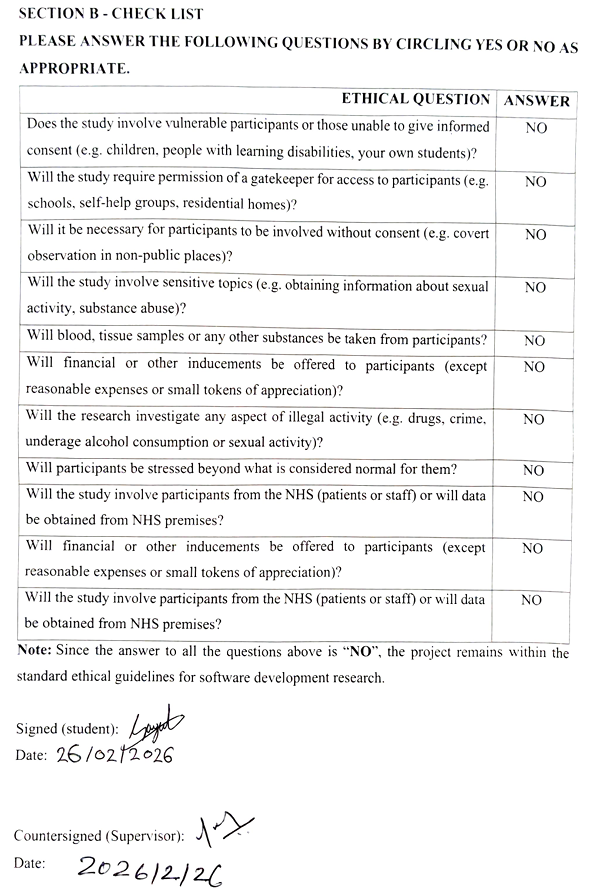 SECTION B - CHECK LIST
PLEASE ANSWER THE FOLLOWING QUESTIONS BY CIRCLING YES OR NO AS
APPROPRIATE.
ETHICAL QUESTION ANSWER
Does the study involve vulnerable participants or those unable to give informed NO
consent (e.g. children, people with learning disabilities, your own students)?
Will the study require permission of a gatekeeper for access to participants (e.g. NO
schools, self-help groups, residential homes)?
Will it be necessary for participants to be involved without consent (e.g. covert NO
observation in non-public places)?
Will the study involve sensitive topics (e.g. obtaining information about sexual NO
activity, substance abuse)?
Will blood, tissue samples or any other substances be taken from participants? NO
Will financial or other inducements be offered to participants (except NO
reasonable expenses or small tokens of appreciation)?
Will the research investigate any aspect of illegal activity (e.g. drugs, crime, NO
underage alcohol consumption or sexual activity)?
Will participants be stressed beyond what is considered normal for them? NO
Will the study involve participants from the NHS (patients or staff) or will data NO
be obtained from NHS premises?
Will financial or other inducements be offered to participants (except NO
reasonable expenses or small tokens of appreciation)?
Will the study involve participants from the NHS (patients or staff) or will data NO
be obtained from NHS premises?
Note: Since the answer to all the questions above is “NO”, the project remains within the
standard ethical guidelines for software development research.
Signed (student):
Date: 26/02/2026
Countersigned (Supervisor):
Date: 2026/2/26